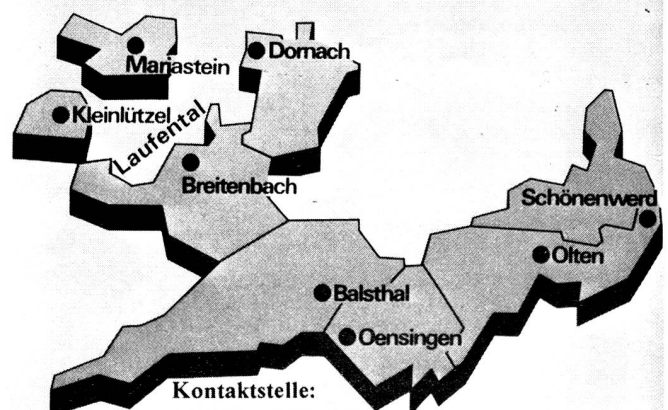 Dornach
Mariastein
Kleinlützel
Laufental
Breitenbach
Schönenwerd
Olten
Balsthal
Oensingen
Kontaktstelle: